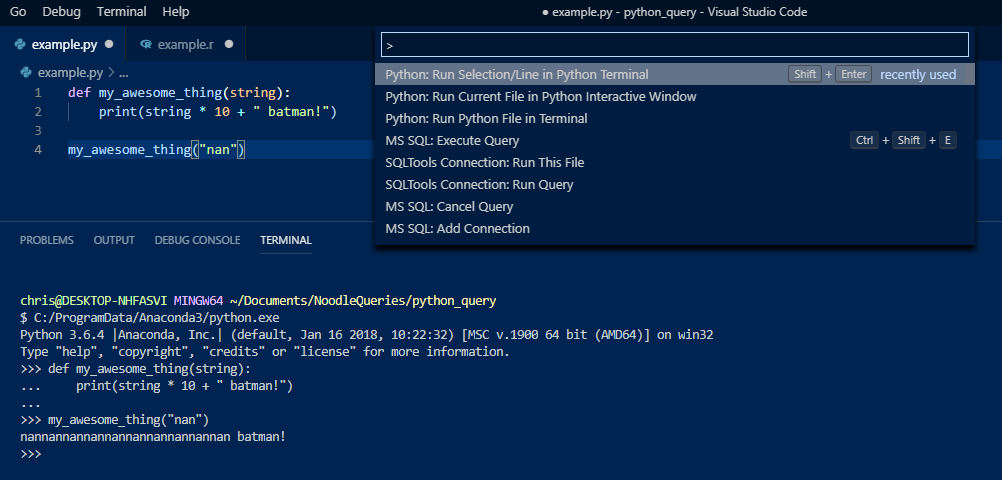 Go Debug Terminal Help ● example.py - python_query - Visual Studio Code
example.py ● example.r ●
>
example.py > ...
Python: Run Selection/Line in Python Terminal Shift + Enter recently used
Python: Run Current File in Python Interactive Window
Python: Run Python File in Terminal
MS SQL: Execute Query Ctrl + Shift + E
SQLTools Connection: Run This File
SQLTools Connection: Run Query
MS SQL: Cancel Query
MS SQL: Add Connection
1 def my_awesome_thing(string):
2     print(string * 10 + " batman!")
3
4 my_awesome_thing("nan")
PROBLEMS OUTPUT DEBUG CONSOLE TERMINAL
chris@DESKTOP-NHFASVI MINGW64 ~/Documents/NoodleQueries/python_query
$ C:/ProgramData/Anaconda3/python.exe
Python 3.6.4 |Anaconda, Inc.| (default, Jan 16 2018, 10:22:32) [MSC v.1900 64 bit (AMD64)] on win32
Type "help", "copyright", "credits" or "license" for more information.
>>> def my_awesome_thing(string):
...     print(string * 10 + " batman!")
...
>>> my_awesome_thing("nan")
nannannannannannannannannannan batman!
>>>